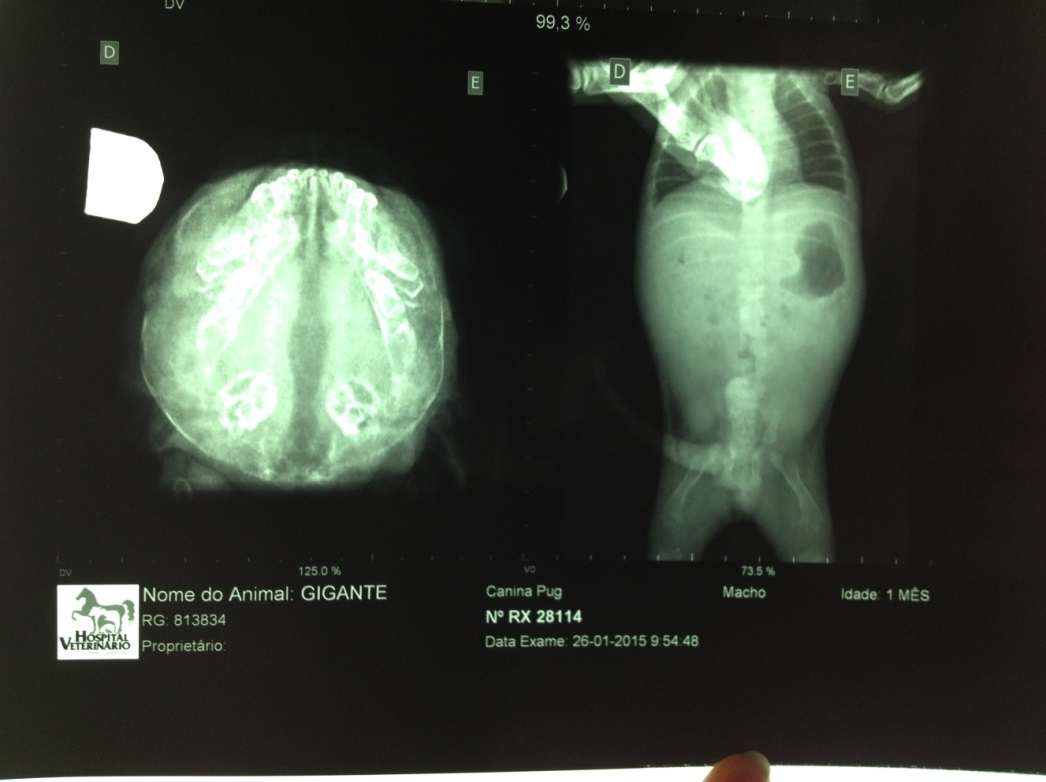 DV
99,3 %
D
E
D
E
DV
125.0 %
VD
73.5 %
Nome do Animal: GIGANTE
RG: 813834
Proprietário:
HOSPITAL
VETERINÁRIO
Canina Pug
Macho
Idade: 1 MÊS
Nº RX 28114
Data Exame: 26-01-2015 9:54:48